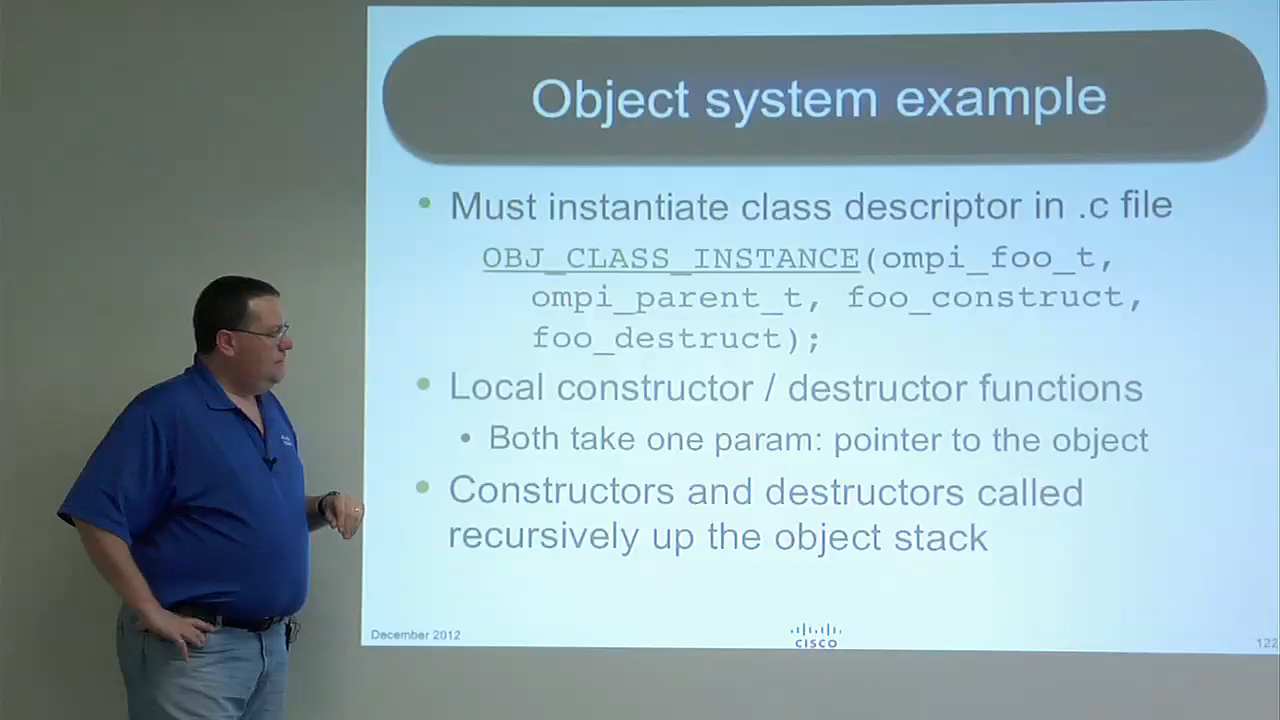 Object system example
• Must instantiate class descriptor in .c file
OBJ_CLASS_INSTANCE(ompi_foo_t,
ompi_parent_t, foo_construct,
foo_destruct);
• Local constructor / destructor functions
• Both take one param: pointer to the object
• Constructors and destructors called
recursively up the object stack
December 2012
CISCO
122